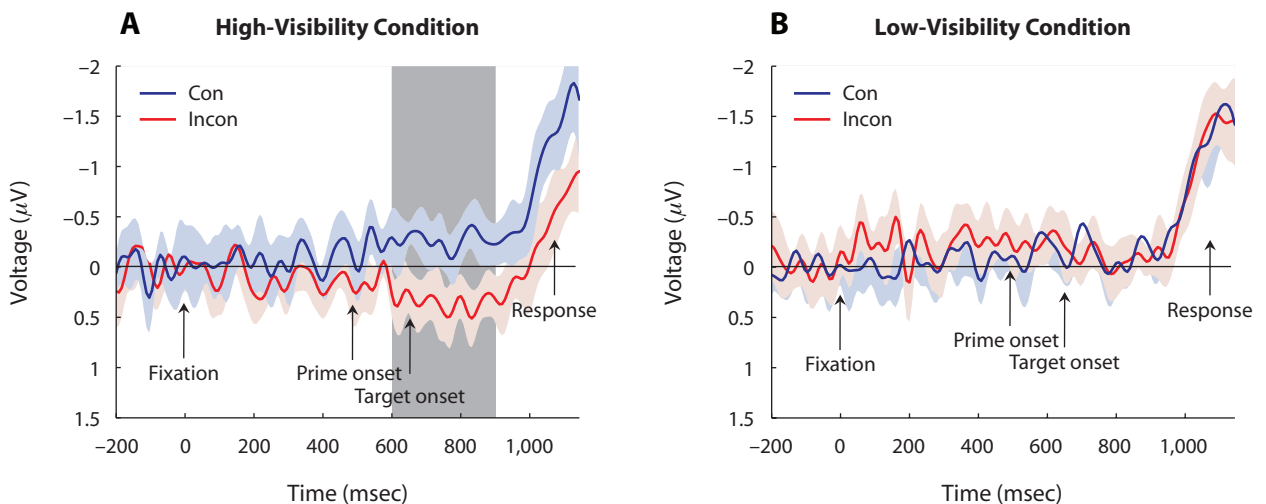 A High-Visibility Condition
−2
−1.5
−1
−0.5
0
0.5
1
1.5
Voltage (μV)
Con
Incon
Fixation
Prime onset
Target onset
Response
−200 0 200 400 600 800 1,000
Time (msec)
B Low-Visibility Condition
−2
−1.5
−1
−0.5
0
0.5
1
1.5
Voltage (μV)
Con
Incon
Fixation
Prime onset
Target onset
Response
−200 0 200 400 600 800 1,000
Time (msec)